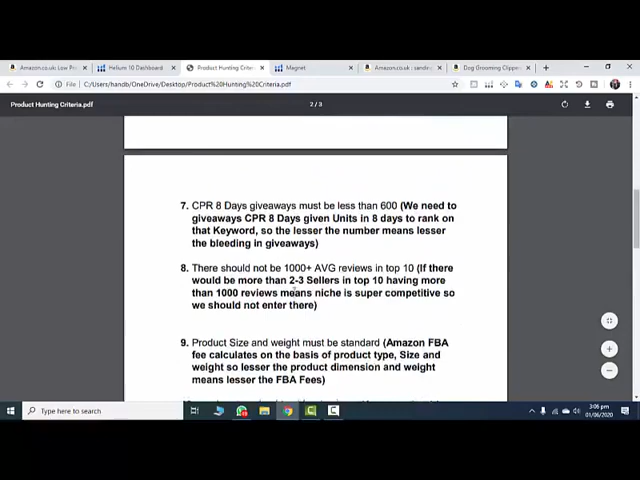 Amazon.co.uk: Low Pr
Helium 10 Dashboard
Product Hunting Criteria.pdf
Magnet
Amazon.co.uk : sandwi
Dog Grooming Clippe
File | C:/Users/handb/OneDrive/Desktop/Product%20Hunting%20Criteria.pdf
Product Hunting Criteria.pdf
2 / 3
7. CPR 8 Days giveaways must be less than 600 (We need to
giveaways CPR 8 Days given Units in 8 days to rank on
that Keyword, so the lesser the number means lesser
the bleeding in giveaways)
8. There should not be 1000+ AVG reviews in top 10 (If there
would be more than 2-3 Sellers in top 10 having more
than 1000 reviews means niche is super competitive so
we should not enter there)
9. Product Size and weight must be standard (Amazon FBA
fee calculates on the basis of product type, Size and
weight so lesser the product dimension and weight
means lesser the FBA Fees)
Type here to search
3:06 pm
01/06/2020